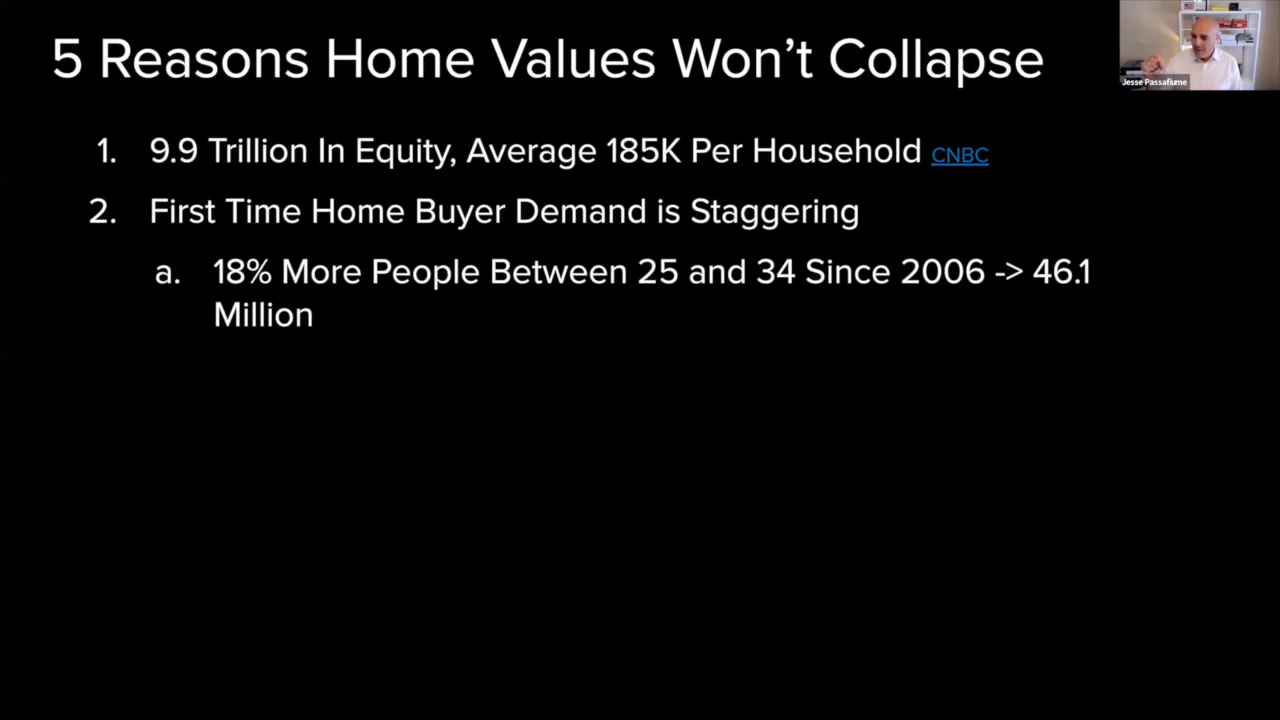 5 Reasons Home Values Won’t Collapse
Jesse Passafiume
1. 9.9 Trillion In Equity, Average 185K Per Household CNBC
2. First Time Home Buyer Demand is Staggering
a. 18% More People Between 25 and 34 Since 2006 -> 46.1
Million